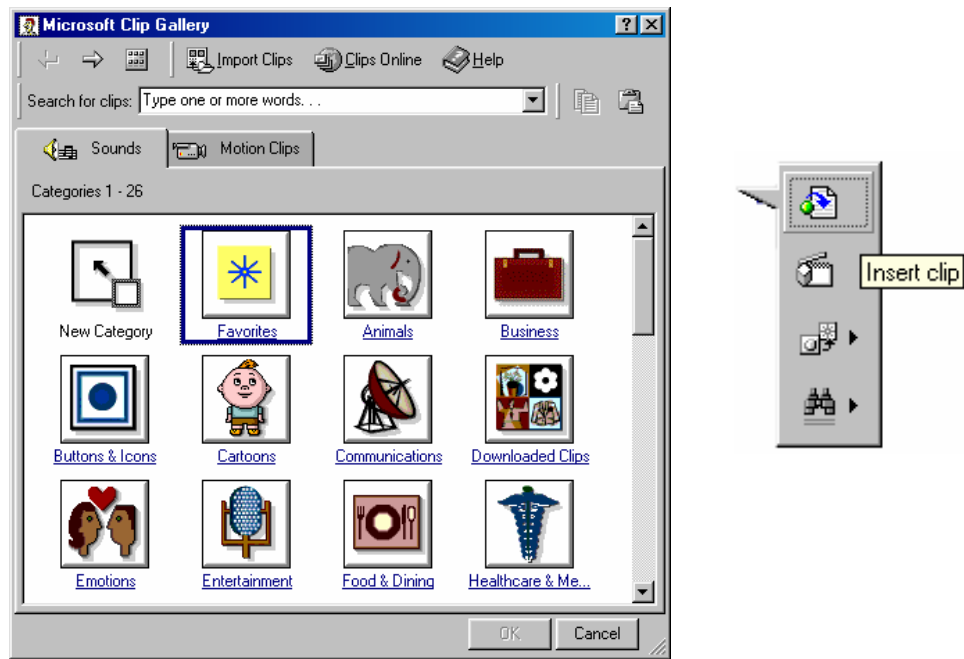 Microsoft Clip Gallery
Import Clips Clips Online Help
Search for clips: Type one or more words. . .
Sounds Motion Clips
Categories 1 - 26
New Category Favorites Animals Business
Buttons & Icons Cartoons Communications Downloaded Clips
Emotions Entertainment Food & Dining Healthcare & Me...
OK Cancel
Insert clip